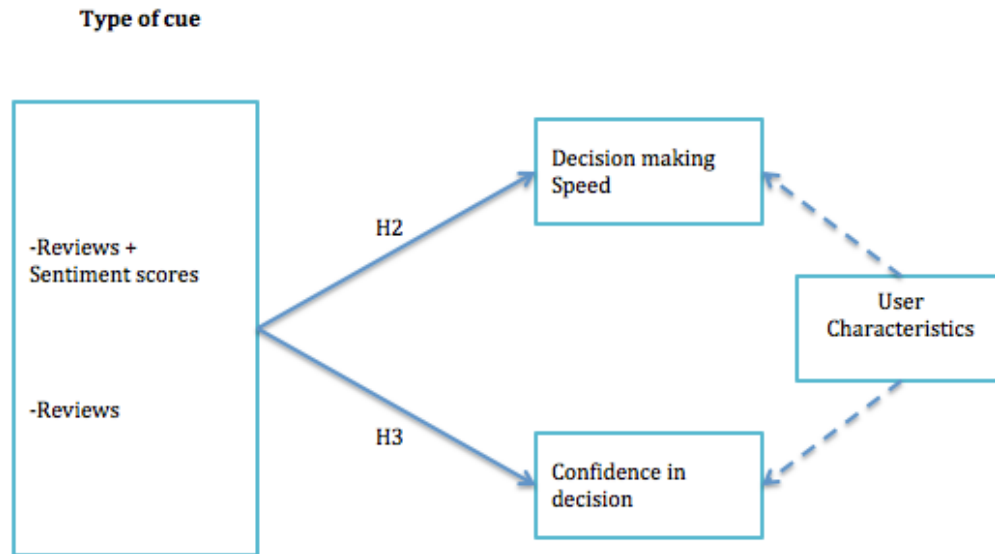 Type of cue
-Reviews +
Sentiment scores
-Reviews
H2
H3
Decision making
Speed
Confidence in
decision
User
Characteristics